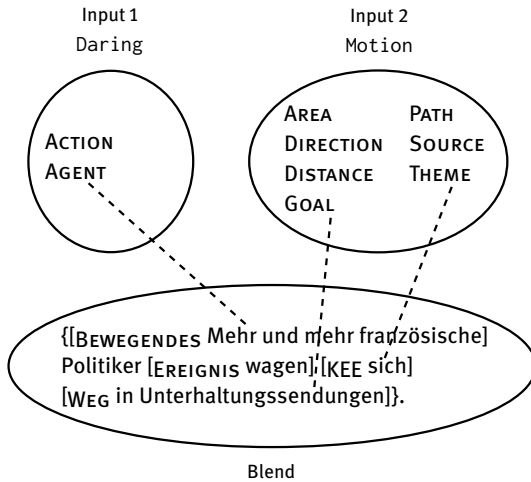 Input 1
Input 2
Daring
Motion
ACTION
AGENT
AREA
DIRECTION
DISTANCE
GOAL
PATH
SOURCE
THEME
{[BEWEGENDES Mehr und mehr französische]
Politiker [EREIGNIS wagen] [KEE sich]
[WEG in Unterhaltungssendungen]}.
Blend